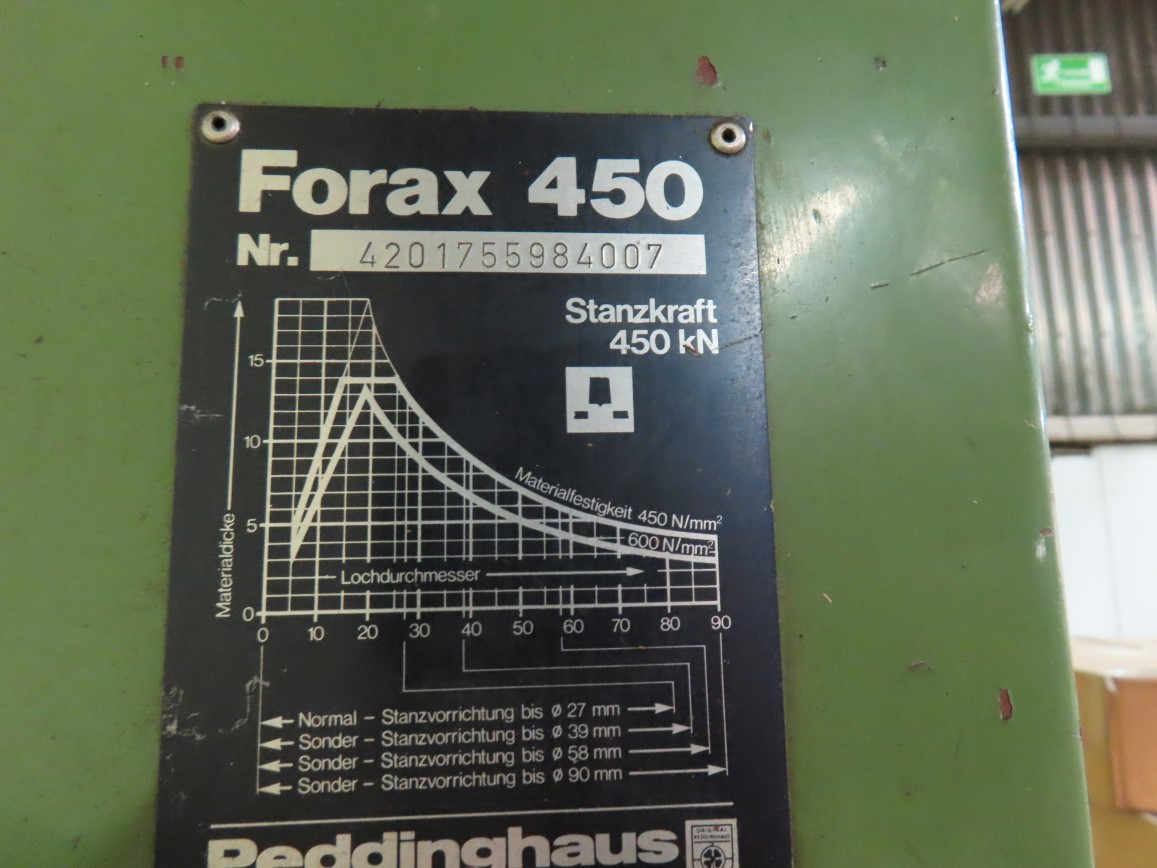 Forax 450
Nr. 4201755984007
Stanzkraft
450 kN
Materialdicke
15
10
5
0
Materialfestigkeit 450 N/mm²
600 N/mm²
Lochdurchmesser
0 10 20 30 40 50 60 70 80 90
Normal - Stanzvorrichtung bis ø 27 mm
Sonder - Stanzvorrichtung bis ø 39 mm
Sonder - Stanzvorrichtung bis ø 58 mm
Sonder - Stanzvorrichtung bis ø 90 mm
Peddinghaus
ORIGINAL
PEDDINGHAUS